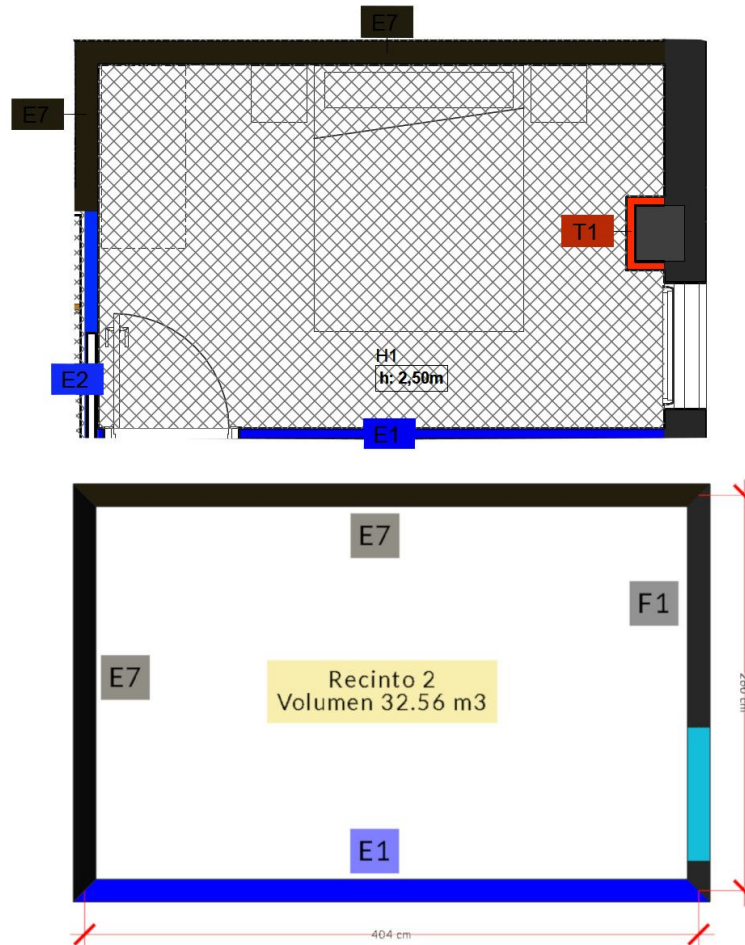 E7
E7
T1
H1
h: 2,50m
E2
E1
E7
F1
E7
Recinto 2
Volumen 32.56 m3
E1
404 cm